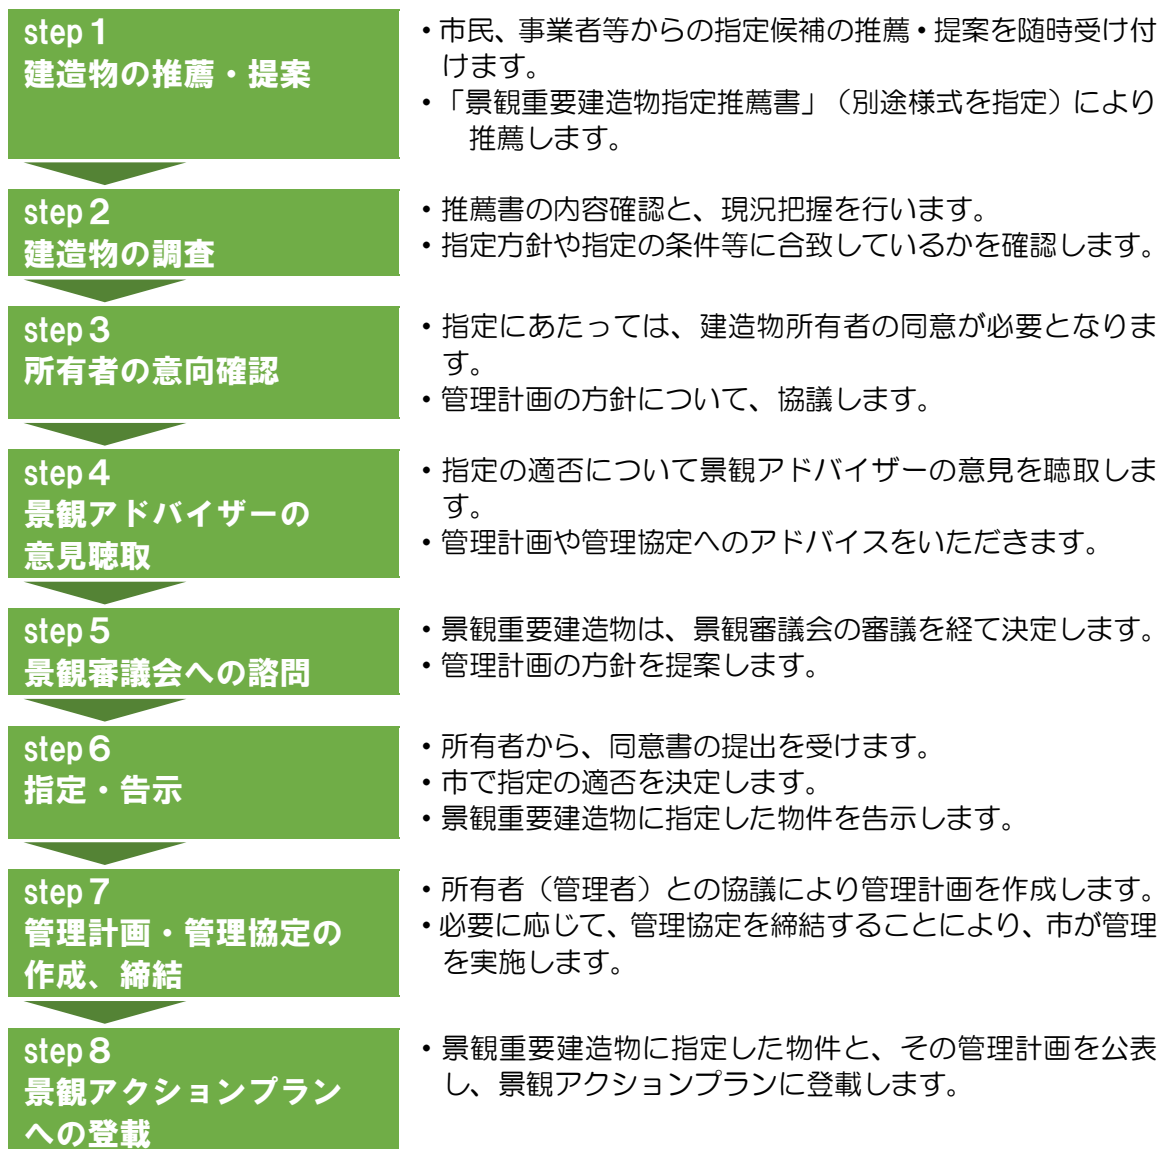 step１
建造物の推薦・提案
・市民、事業者等からの指定候補の推薦・提案を随時受け付
けます。
・「景観重要建造物指定推薦書」（別途様式を指定）により
推薦します。
step２
建造物の調査
・推薦書の内容確認と、現況把握を行います。
・指定方針や指定の条件等に合致しているかを確認します。
step３
所有者の意向確認
・指定にあたっては、建造物所有者の同意が必要となりま
す。
・管理計画の方針について、協議します。
step４
景観アドバイザーの
意見聴取
・指定の適否について景観アドバイザーの意見を聴取しま
す。
・管理計画や管理協定へのアドバイスをいただきます。
step５
景観審議会への諮問
・景観重要建造物は、景観審議会の審議を経て決定します。
・管理計画の方針を提案します。
step６
指定・告示
・所有者から、同意書の提出を受けます。
・市で指定の適否を決定します。
・景観重要建造物に指定した物件を告示します。
step７
管理計画・管理協定の
作成、締結
・所有者（管理者）との協議により管理計画を作成します。
・必要に応じて、管理協定を締結することにより、市が管理
を実施します。
step８
景観アクションプラン
への登載
・景観重要建造物に指定した物件と、その管理計画を公表
し、景観アクションプランに登載します。